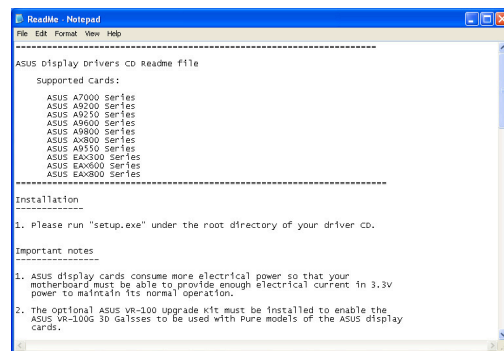 ReadMe - Notepad
File Edit Format View Help
======================================================================
ASUS Display Drivers CD Readme file
Supported Cards:
ASUS A7000 Series
ASUS A9200 Series
ASUS A9250 Series
ASUS A9600 Series
ASUS A9800 Series
ASUS AX800 Series
ASUS A9550 Series
ASUS EAX300 Series
ASUS EAX600 Series
ASUS EAX800 Series
========================================================================
Installation
-------------
1. Please run "setup.exe" under the root directory of your driver CD.
Important notes
----------------
1. ASUS display cards consume more electrical power so that your
motherboard must be able to provide enough electrical current in 3.3V
power to maintain its normal operation.
2. The optional ASUS VR-100 Upgrade Kit must be installed to enable the
ASUS VR-100G 3D Galsses to be used with Pure models of the ASUS display
cards.